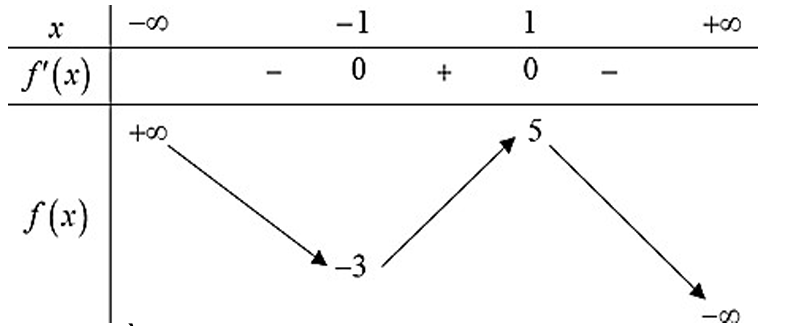 x −∞ −1 1 +∞
f′(x) − 0 + 0 −
+∞ 5
f(x)
−3
−∞